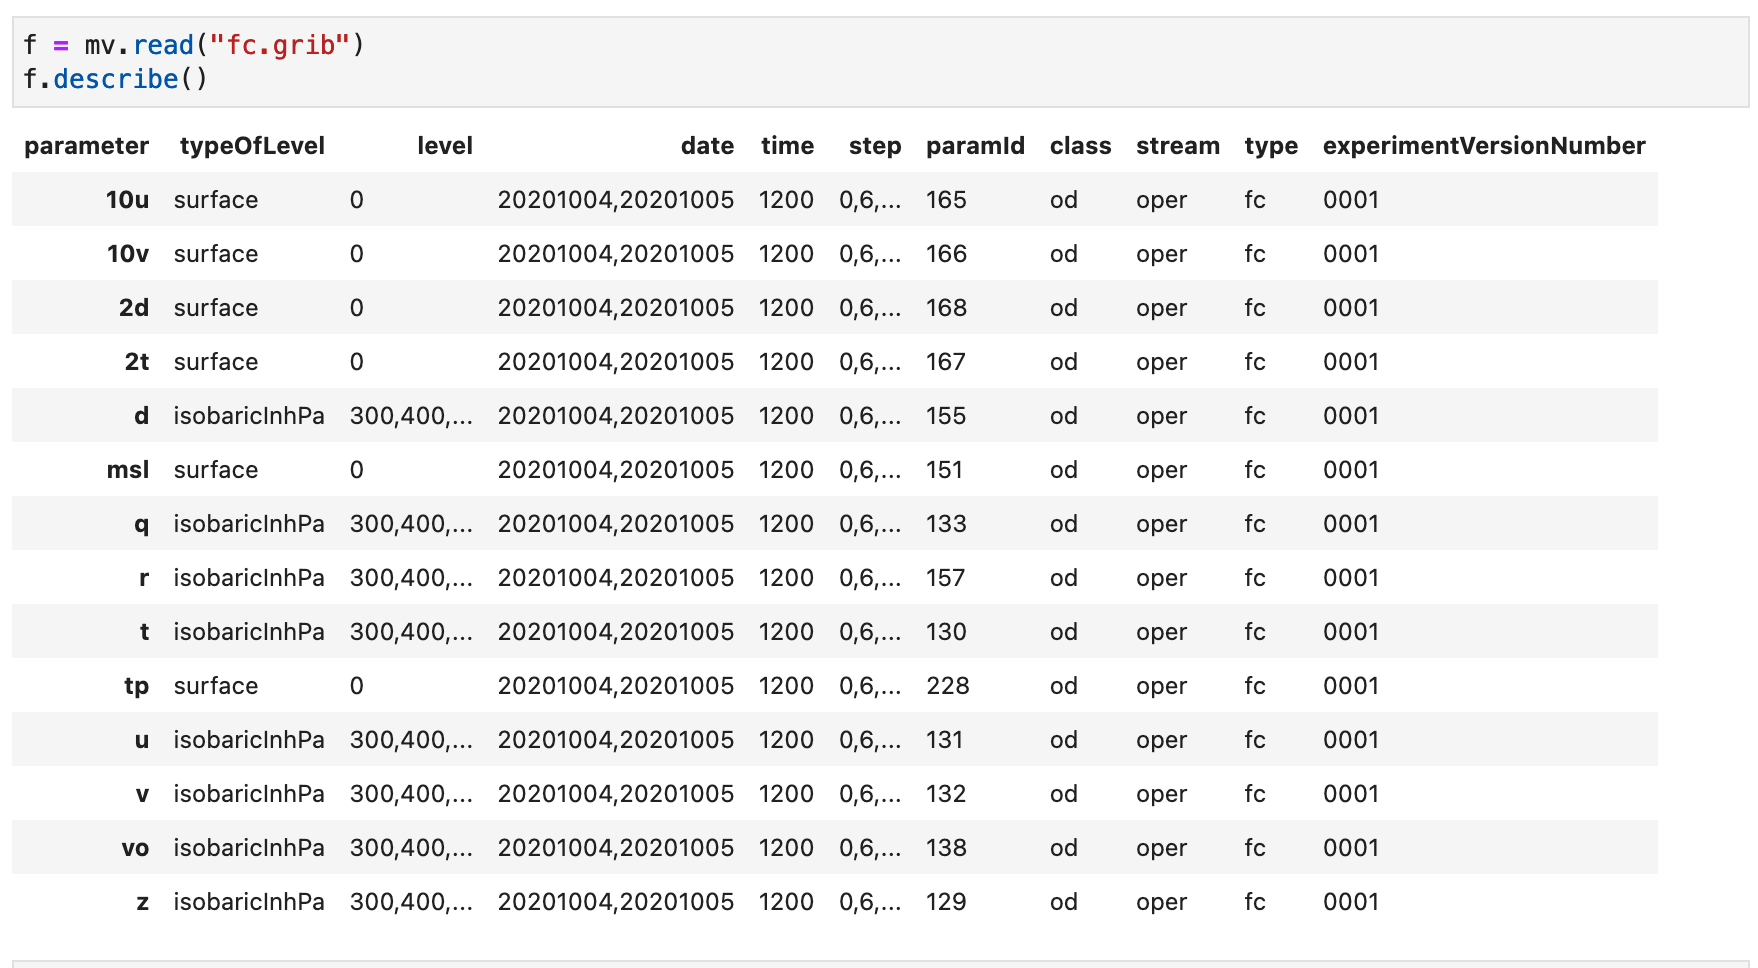 f = mv.read("fc.grib")
f.describe()
parameter typeOfLevel level date time step paramId class stream type experimentVersionNumber
10u surface 0 20201004,20201005 1200 0,6,... 165 od oper fc 0001
10v surface 0 20201004,20201005 1200 0,6,... 166 od oper fc 0001
2d surface 0 20201004,20201005 1200 0,6,... 168 od oper fc 0001
2t surface 0 20201004,20201005 1200 0,6,... 167 od oper fc 0001
d isobaricInhPa 300,400,... 20201004,20201005 1200 0,6,... 155 od oper fc 0001
msl surface 0 20201004,20201005 1200 0,6,... 151 od oper fc 0001
q isobaricInhPa 300,400,... 20201004,20201005 1200 0,6,... 133 od oper fc 0001
r isobaricInhPa 300,400,... 20201004,20201005 1200 0,6,... 157 od oper fc 0001
t isobaricInhPa 300,400,... 20201004,20201005 1200 0,6,... 130 od oper fc 0001
tp surface 0 20201004,20201005 1200 0,6,... 228 od oper fc 0001
u isobaricInhPa 300,400,... 20201004,20201005 1200 0,6,... 131 od oper fc 0001
v isobaricInhPa 300,400,... 20201004,20201005 1200 0,6,... 132 od oper fc 0001
vo isobaricInhPa 300,400,... 20201004,20201005 1200 0,6,... 138 od oper fc 0001
z isobaricInhPa 300,400,... 20201004,20201005 1200 0,6,... 129 od oper fc 0001